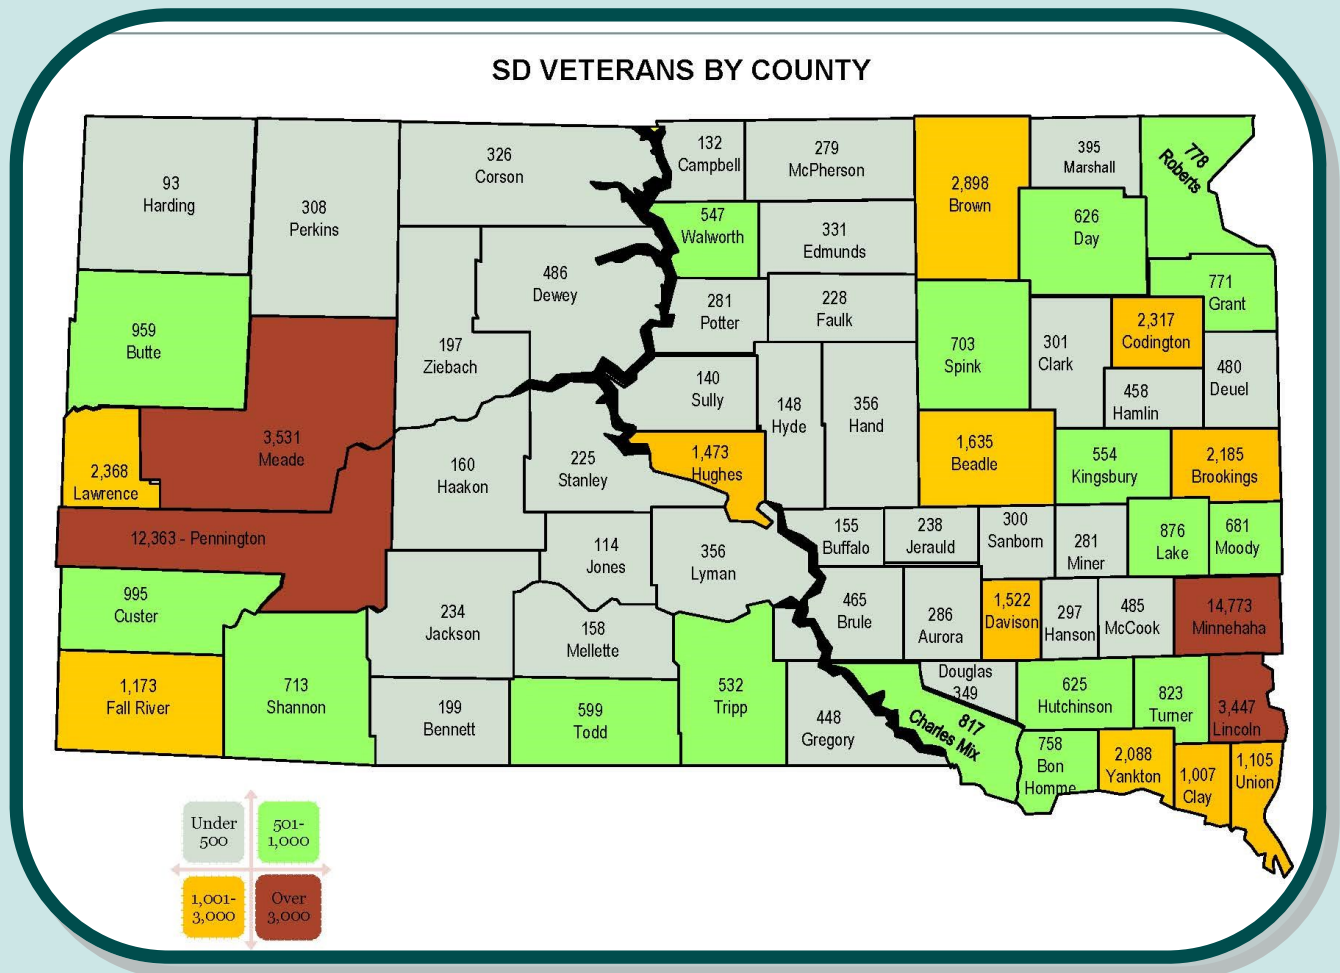 SD VETERANS BY COUNTY
93
Harding
308
Perkins
326
Corson
132
Campbell
279
McPherson
2,898
Brown
395
Marshall
778
Roberts
547
Walworth
331
Edmunds
626
Day
486
Dewey
281
Potter
228
Faulk
771
Grant
959
Butte
197
Ziebach
703
Spink
301
Clark
2,317
Codington
480
Deuel
140
Sully
148
Hyde
356
Hand
458
Hamlin
3,531
Meade
2,368
Lawrence
160
Haakon
225
Stanley
1,473
Hughes
1,635
Beadle
554
Kingsbury
2,185
Brookings
12,363 - Pennington
114
Jones
356
Lyman
155
Buffalo
238
Jerauld
300
Sanborn
281
Miner
876
Lake
681
Moody
995
Custer
234
Jackson
158
Mellette
465
Brule
286
Aurora
1,522
Davison
297
Hanson
485
McCook
14,773
Minnehaha
1,173
Fall River
713
Shannon
199
Bennett
599
Todd
532
Tripp
448
Gregory
817
Charles Mix
Douglas
349
625
Hutchinson
823
Turner
3,447
Lincoln
758
Bon
Homme
2,088
Yankton
1,007
Clay
1,105
Union
Under
500
501-
1,000
1,001-
3,000
Over
3,000